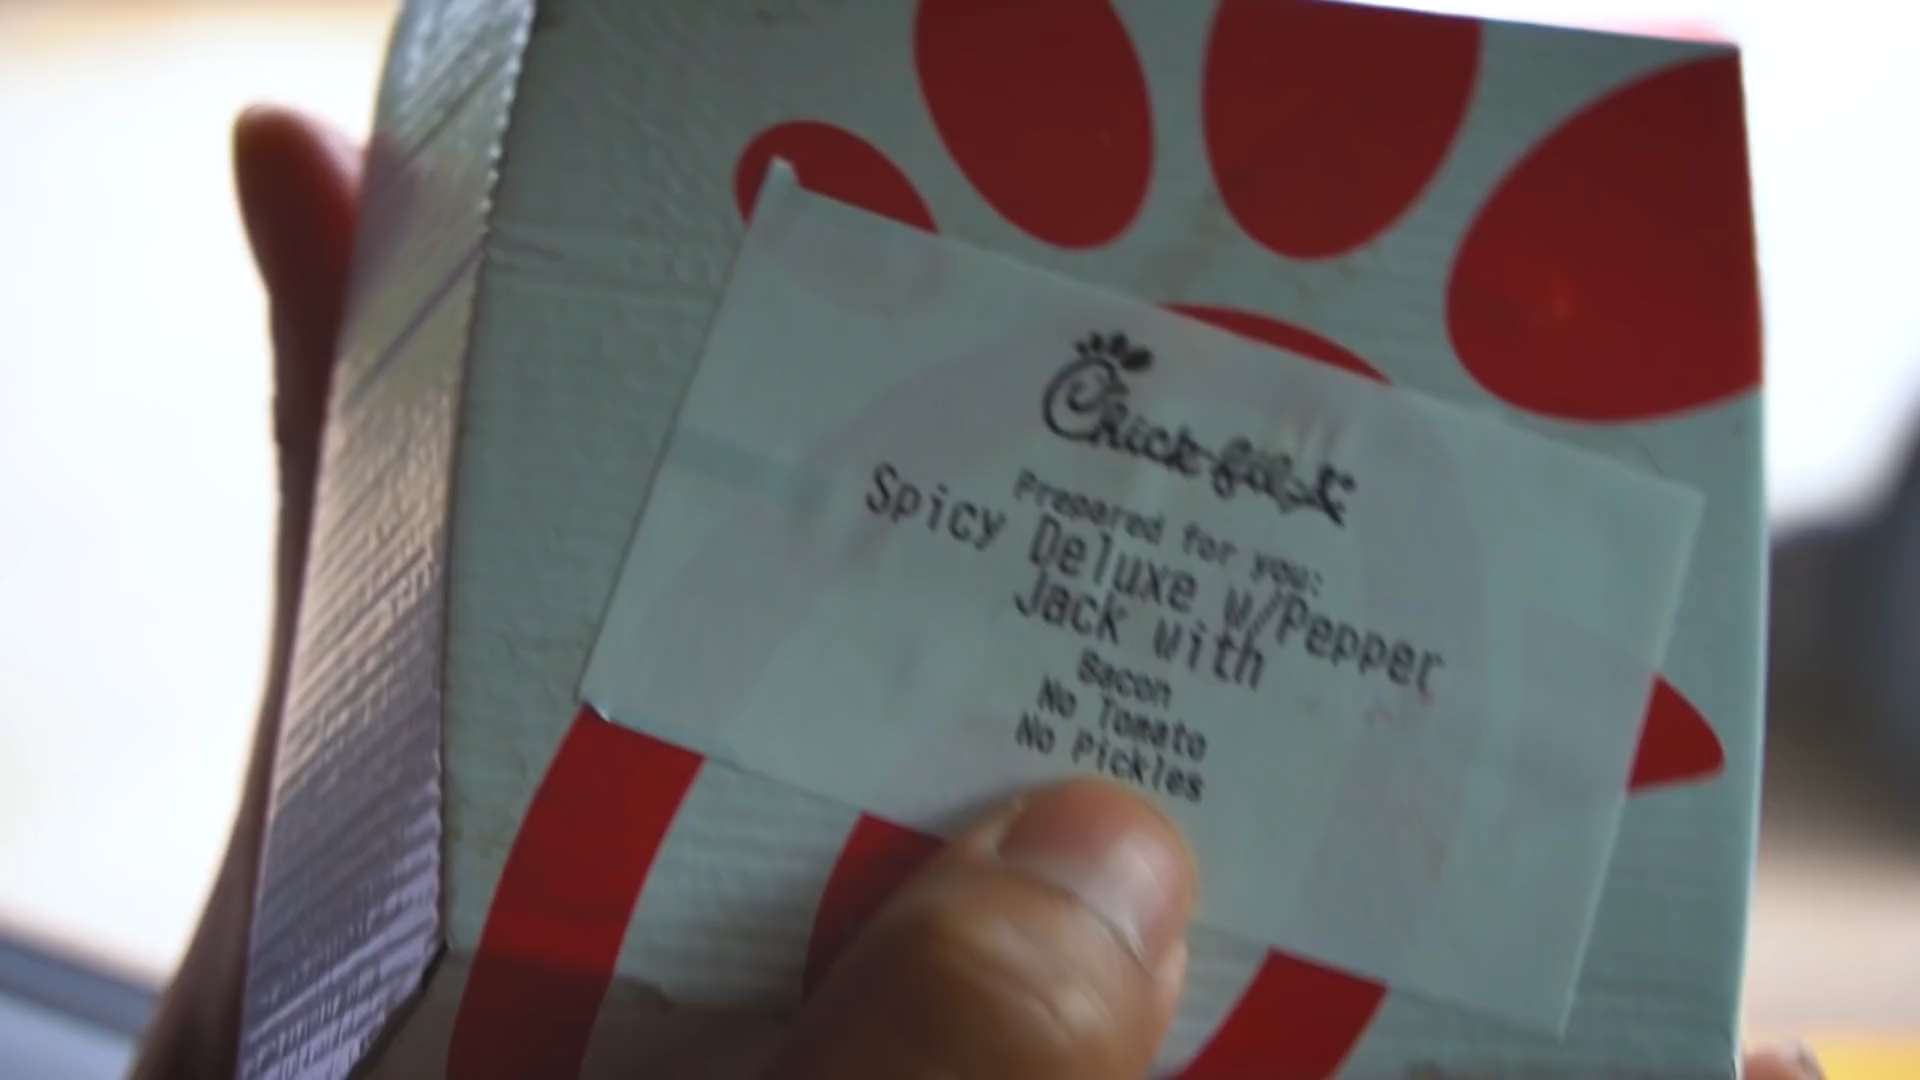 Chick-fil-A
Prepared for you:
Spicy Deluxe w/Pepper
Jack with
Bacon
No Tomato
No Pickles